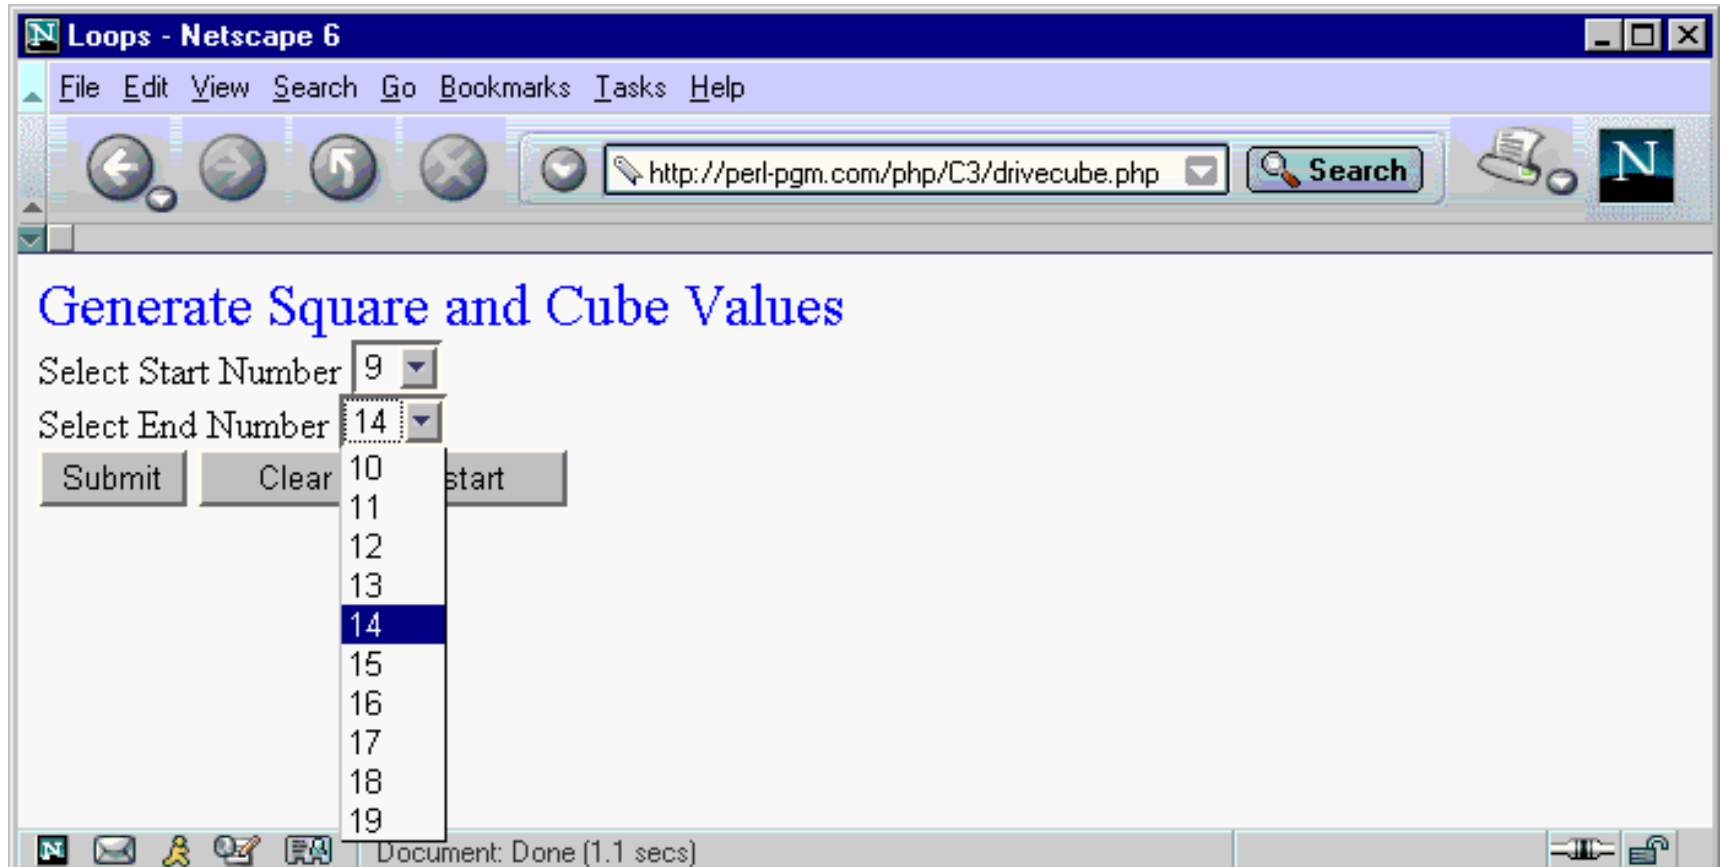 N Loops - Netscape 6
File Edit View Search Go Bookmarks Tasks Help
http://perl-pgm.com/php/C3/drivecube.php Search N
Generate Square and Cube Values
Select Start Number 9
Select End Number 14
Submit Clear start
10
11
12
13
14
15
16
17
18
19
N Document: Done (1.1 secs)